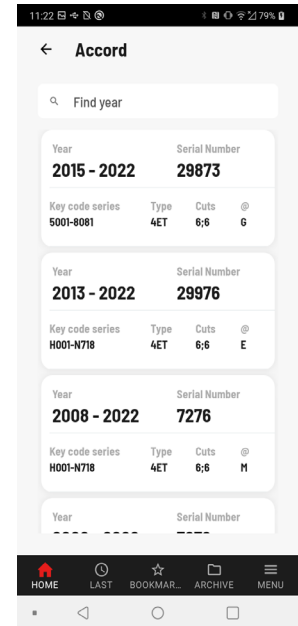 11:22 79%
Accord
Find year
Year Serial Number
2015 - 2022 29873
Key code series Type Cuts @
5001-8081 4ET 6;6 G
Year Serial Number
2013 - 2022 29976
Key code series Type Cuts @
H001-N718 4ET 6;6 E
Year Serial Number
2008 - 2022 7276
Key code series Type Cuts @
H001-N718 4ET 6;6 M
Year Serial Number
HOME LAST BOOKMAR... ARCHIVE MENU